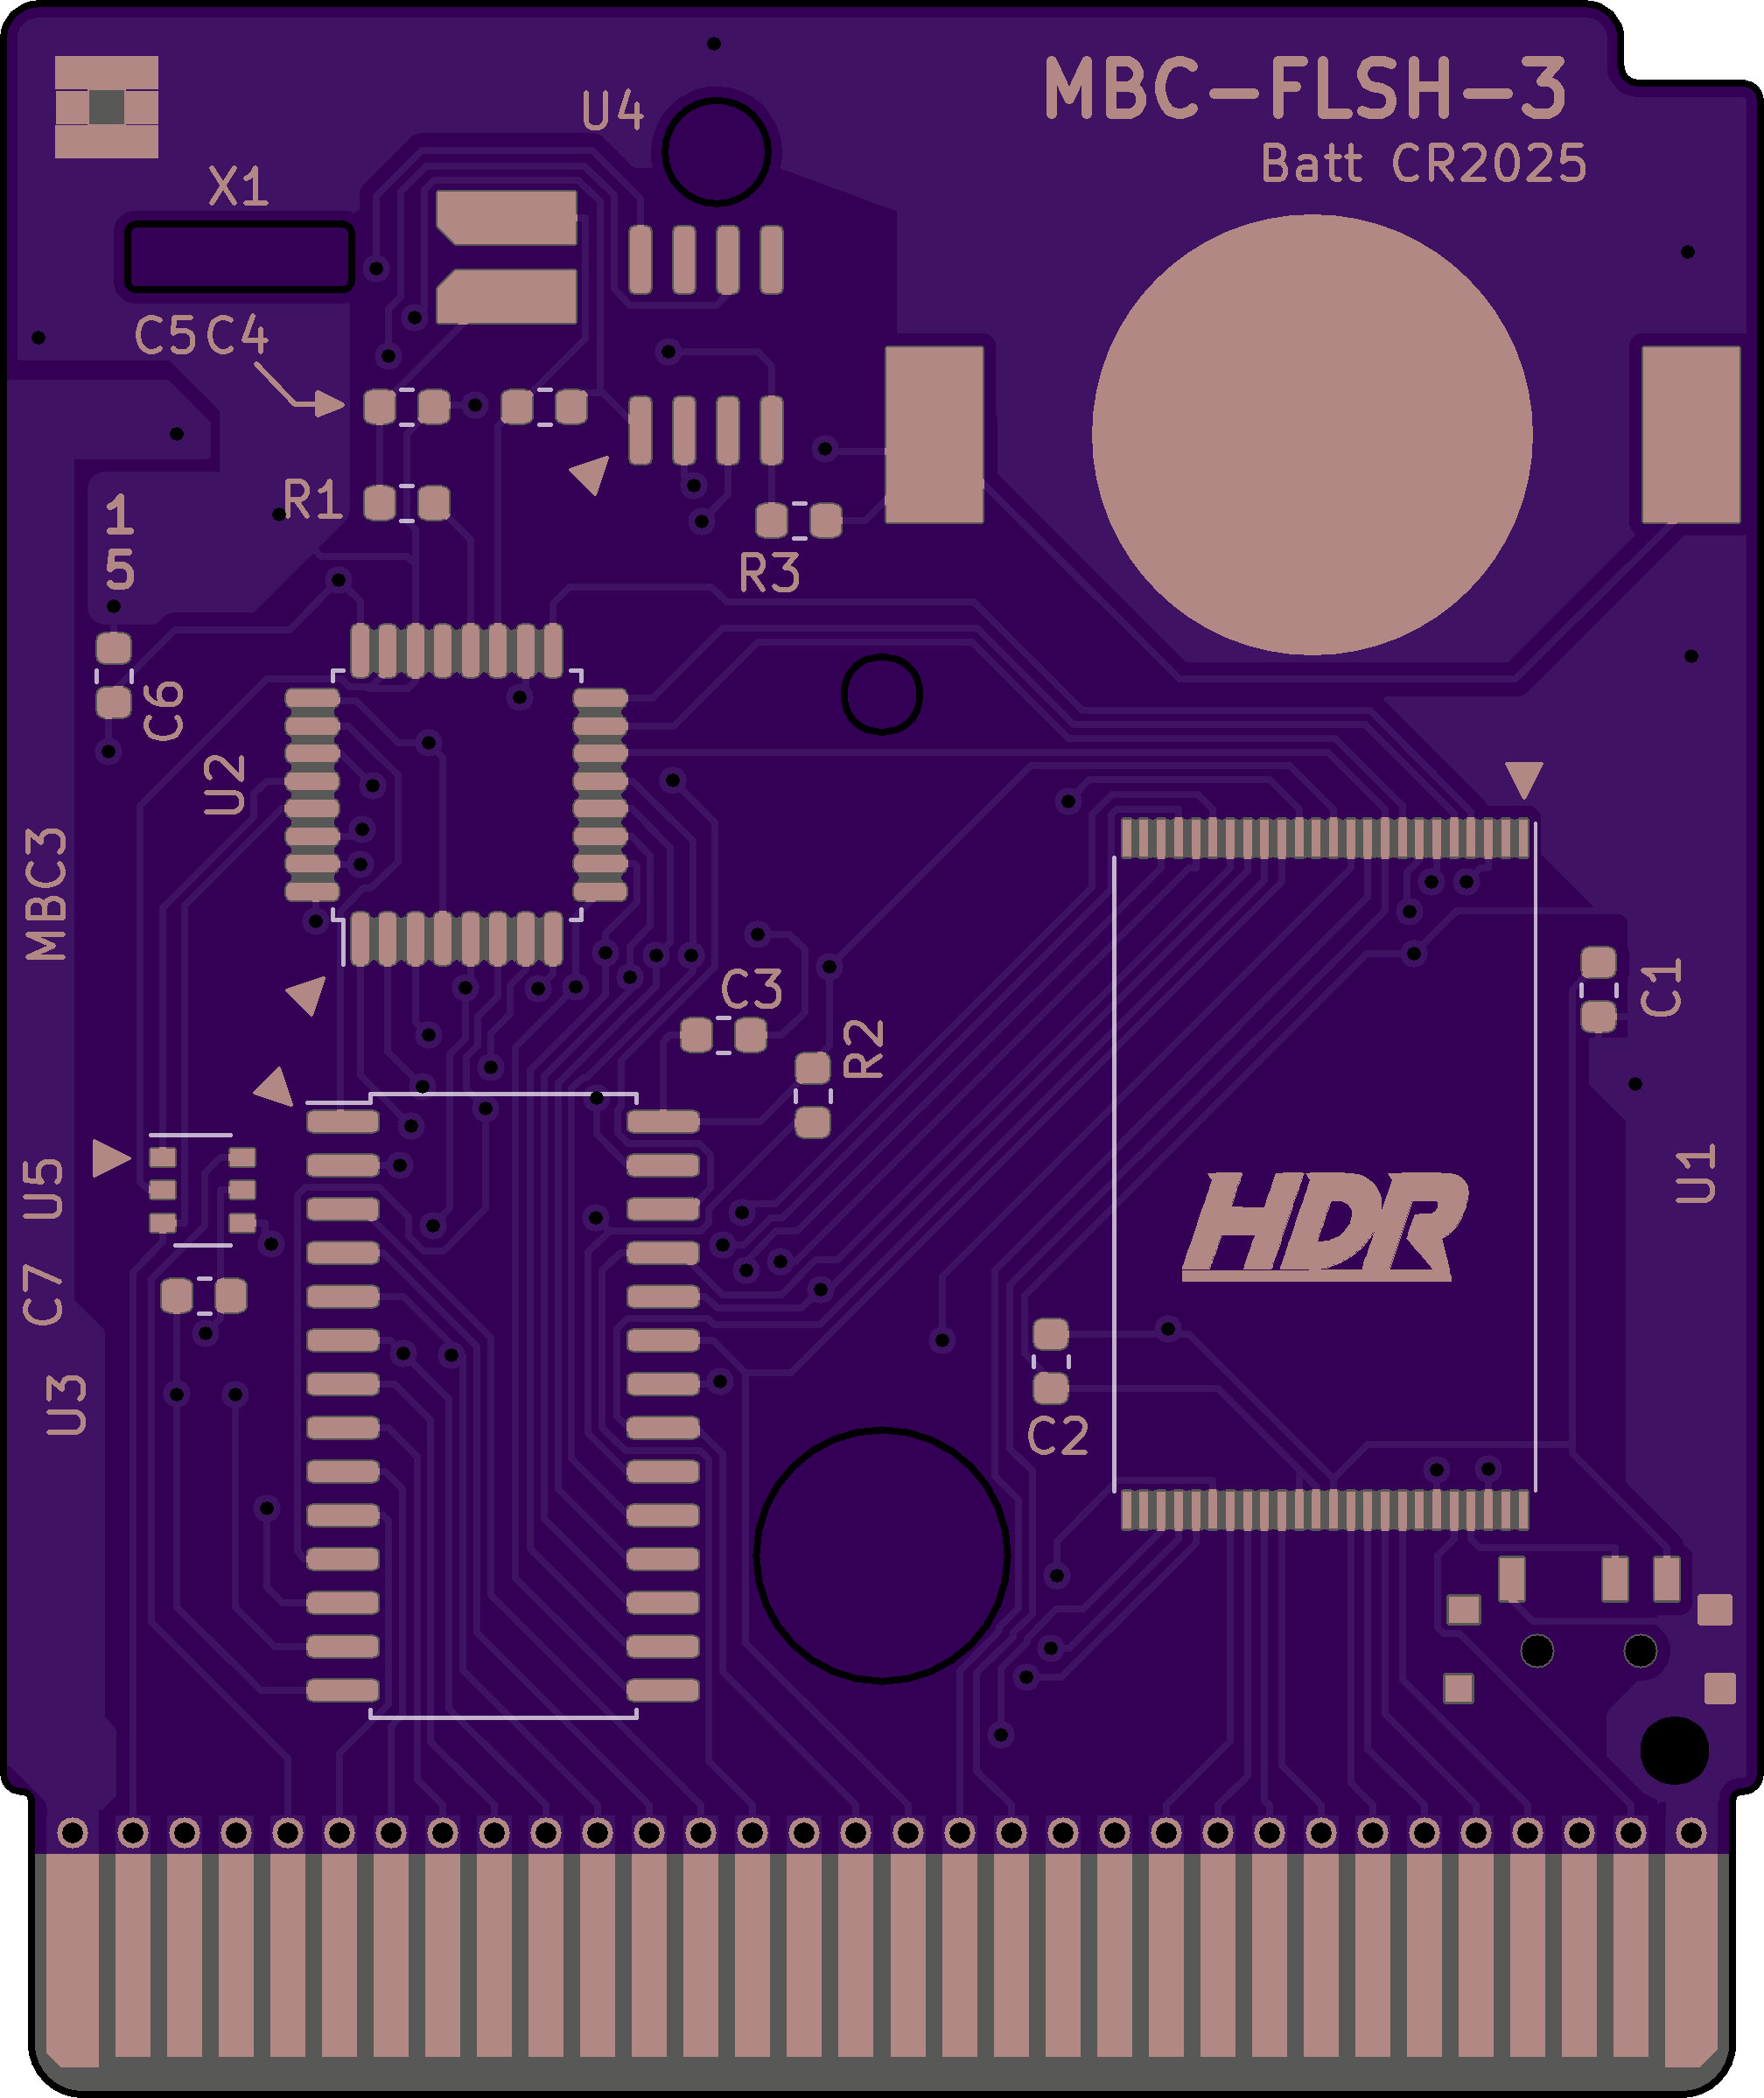 MBC-FLSH-3
U4
Batt CR2025
X1
C5 C4
R1
1
5
R3
C6
U2
MBC3
C3
C1
R2
U5
U1
HDR
C7
U3
C2